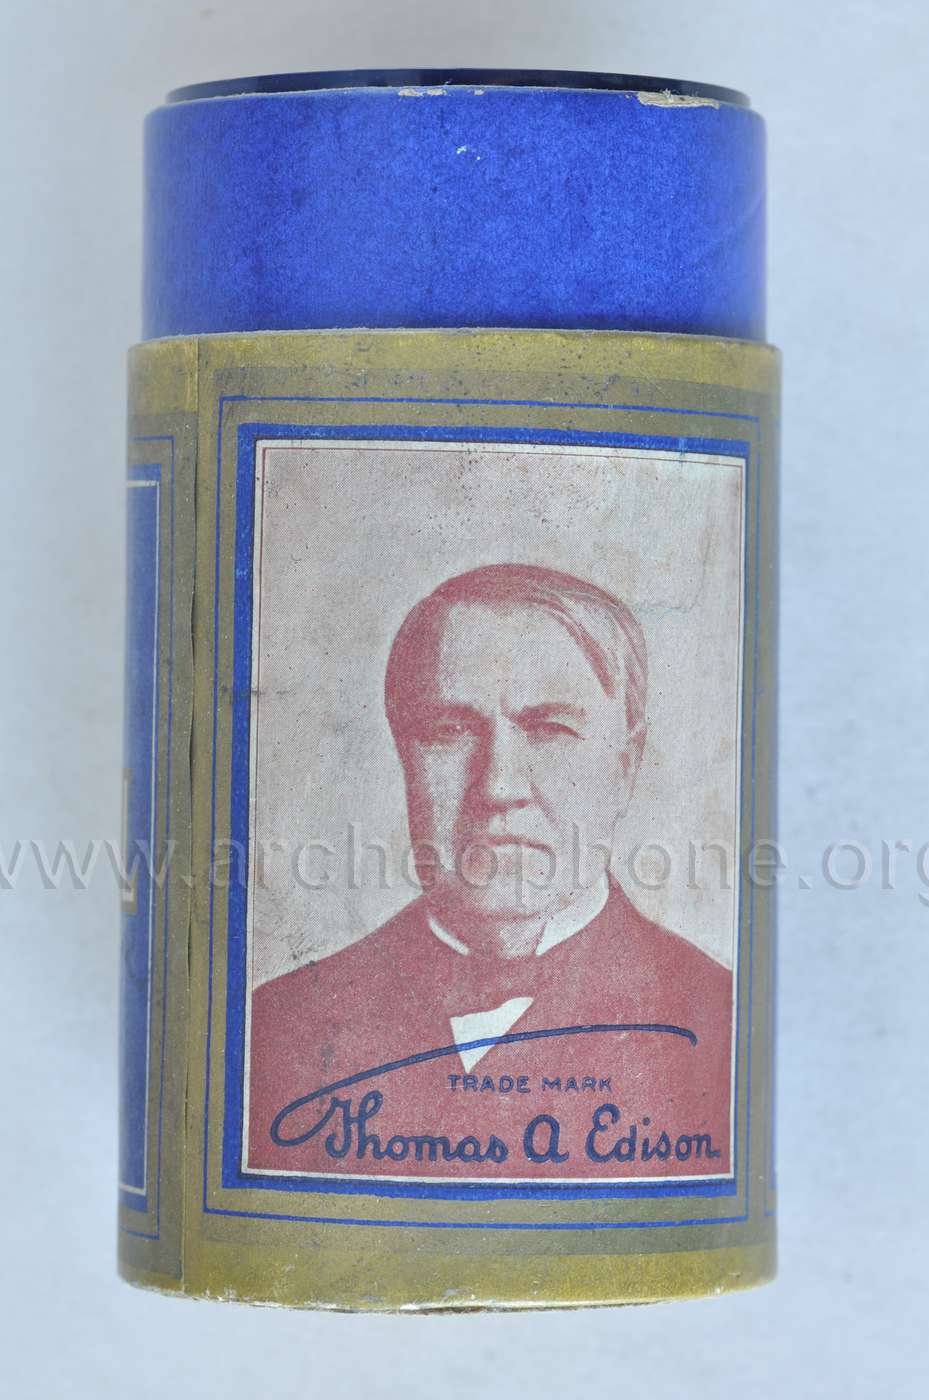 www.archeophone.org
TRADE MARK
Thomas A Edison